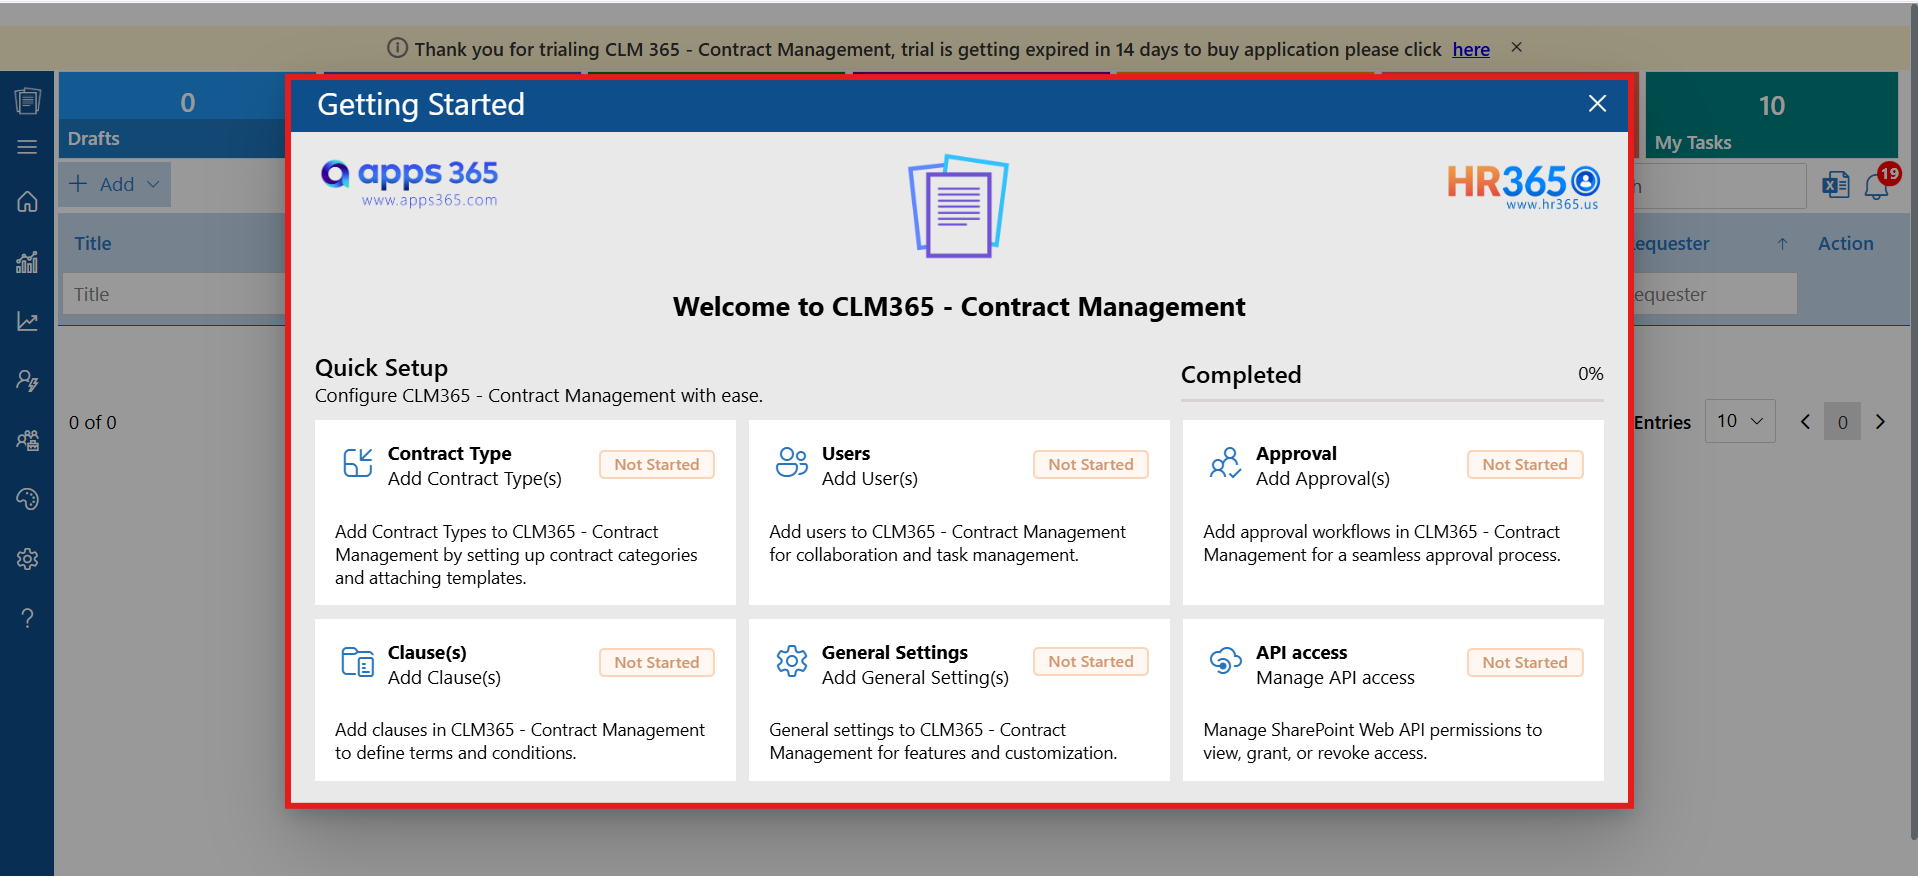 Thank you for trialing CLM 365 - Contract Management, trial is getting expired in 14 days to buy application please click here
0
Drafts
10
My Tasks
Getting Started
apps 365
www.apps365.com
HR365
www.hr365.us
Add
19
Title
Action
Title
Welcome to CLM365 - Contract Management
Quick Setup
Configure CLM365 - Contract Management with ease.
Completed
0%
0 of 0
Entries
10
0
Contract Type
Add Contract Type(s)
Not Started
Add Contract Types to CLM365 - Contract
Management by setting up contract categories
and attaching templates.
Users
Add User(s)
Not Started
Add users to CLM365 - Contract Management
for collaboration and task management.
Approval
Add Approval(s)
Not Started
Add approval workflows in CLM365 - Contract
Management for a seamless approval process.
Clause(s)
Add Clause(s)
Not Started
Add clauses in CLM365 - Contract Management
to define terms and conditions.
General Settings
Add General Setting(s)
Not Started
General settings to CLM365 - Contract
Management for features and customization.
API access
Manage API access
Not Started
Manage SharePoint Web API permissions to
view, grant, or revoke access.